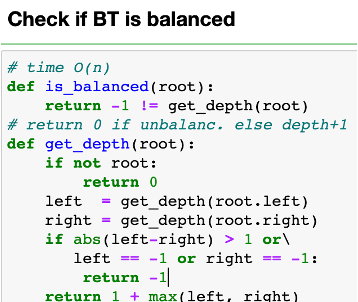 Check if BT is balanced
# time O(n)
def is_balanced(root):
    return -1 != get_depth(root)
# return 0 if unbalanc. else depth+1
def get_depth(root):
    if not root:
        return 0
    left  = get_depth(root.left)
    right = get_depth(root.right)
    if abs(left-right) > 1 or\
       left == -1 or right == -1:
        return -1
    return 1 + max(left, right)